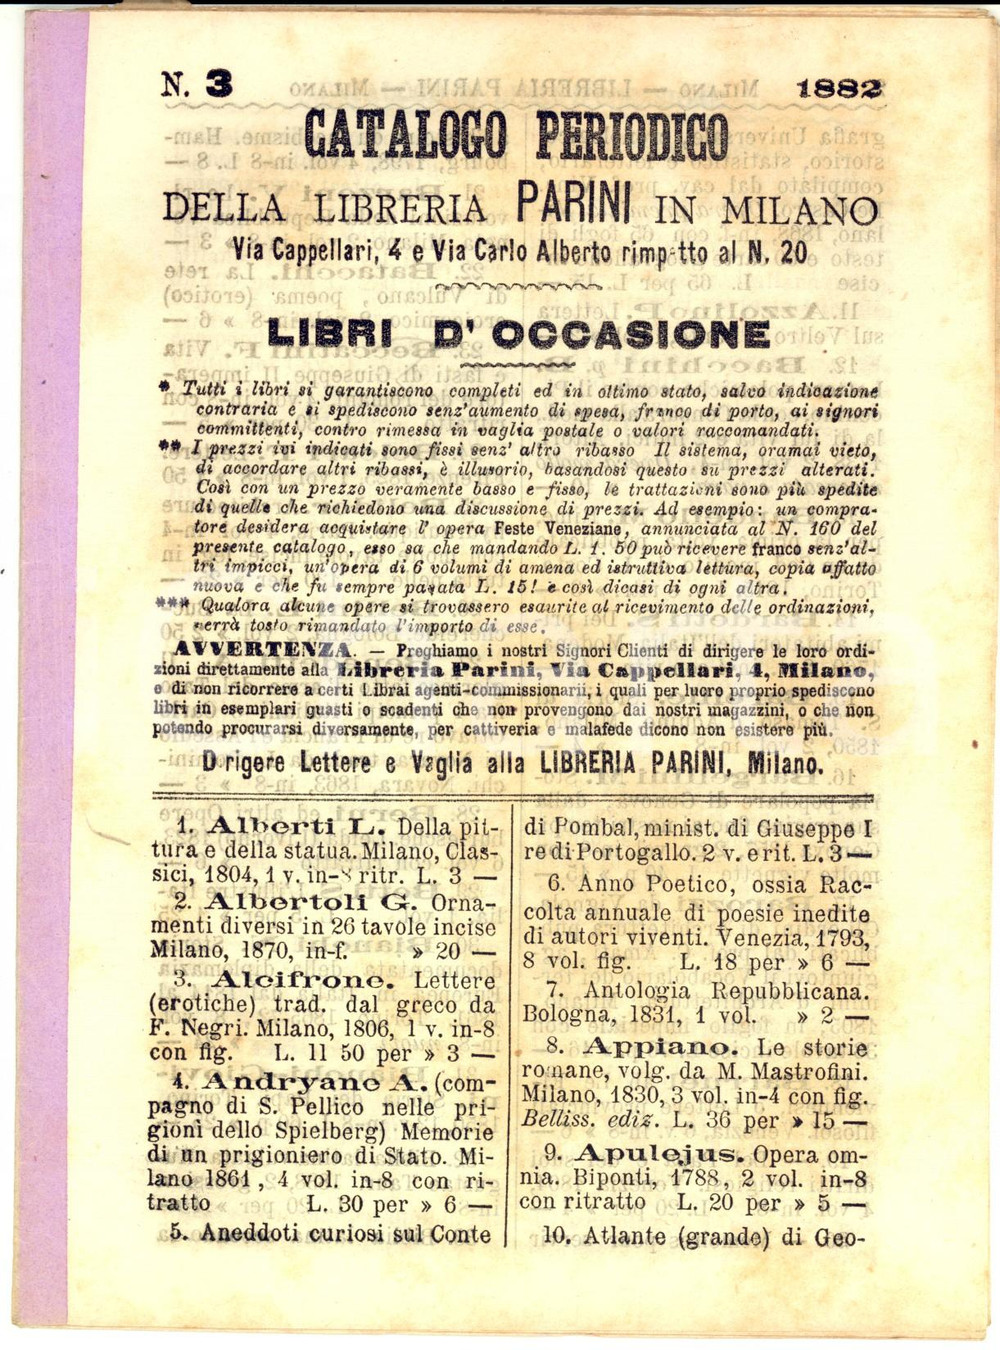 N. 3 1882
CATALOGO PERIODICO
DELLA LIBRERIA PARINI IN MILANO
Via Cappellari, 4 e Via Carlo Alberto rimp tto al N. 20
LIBRI D' OCCASIONE
* Tutti i libri si garantiscono completi ed in ottimo stato, salvo indicazione
contraria e si spediscono senz'aumento di spesa, franco di porto, ai signori
committenti, contro rimessa in vaglia postale o valori raccomandati.
** I prezzi ivi indicati sono fissi senz' altro ribasso Il sistema, oramai vieto,
di accordare altri ribassi, è illusorio, basandosi questo su prezzi alterati.
Così con un prezzo veramente basso e fisso, le trattazioni sono più spedite
di quelle che richiedono una discussione di prezzi. Ad esempio: un compra-
tore desidera acquistare l' opera Feste Veneziane, annunciata al N. 160 del
presente catalogo, esso sa che mandando L. 1. 50 può ricevere franco senz'al-
tri impicci, un'opera di 6 volumi di amena ed istruttiva lettura, copia affatto
nuova e che fu sempre pagata L. 15! e così dicasi di ogni altra.
*** Qualora alcune opere si trovassero esaurite al ricevimento delle ordinazioni,
verrà tosto rimandato l'importo di esse.
AVVERTENZA. — Preghiamo i nostri Signori Clienti di dirigere le loro ordi-
zioni direttamente alla Libreria Parini, Via Cappellari, 4, Milano,
e di non ricorrere a certi Librai agenti-commissionarii, i quali per lucro proprio spediscono
libri in esemplari guasti o scadenti che non provengono dai nostri magazzini, o che non
potendo procurarsi diversamente, per cattiveria e malafede dicono non esistere più.
Dirigere Lettere e Vaglia alla LIBRERIA PARINI, Milano.
1. Alberti L. Della pit-
tura e della statua. Milano, Clas-
sici, 1804, 1 v. in-8 ritr. L. 3 —
2. Albertoli G. Orna-
menti diversi in 26 tavole incise
Milano, 1870, in-f. » 20 —
3. Alcifrone. Lettere
(erotiche) trad. dal greco da
F. Negri. Milano, 1806, 1 v. in-8
con fig. L. 11 50 per » 3 —
4. Andryane A. (com-
pagno di S. Pellico nelle pri-
gioni dello Spielberg) Memorie
di un prigioniero di Stato. Mi-
lano 1861, 4 vol. in-8 con ri-
tratto L. 30 per » 6 —
5. Aneddoti curiosi sul Conte
di Pombal, minist. di Giuseppe I
re di Portogallo. 2 v. e rit. L. 3 —
6. Anno Poetico, ossia Rac-
colta annuale di poesie inedite
di autori viventi. Venezia, 1793,
8 vol. fig. L. 18 per » 6 —
7. Antologia Repubblicana.
Bologna, 1831, 1 vol. » 2 —
8. Appiano. Le storie
romane, volg. da M. Mastrofini.
Milano, 1830, 3 vol. in-4 con fig.
Belliss. ediz. L. 36 per » 15 —
9. Apulejus. Opera om-
nia. Biponti, 1788, 2 vol. in-8
con ritratto L. 20 per » 5 —
10. Atlante (grande) di Geo-